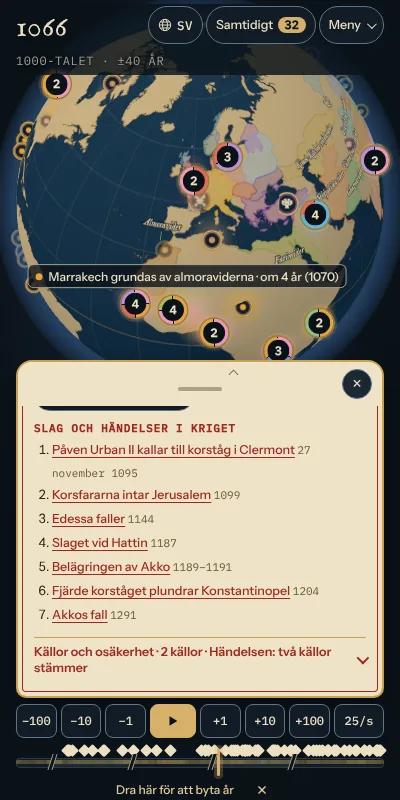 1066
SV
Samtidigt 32
Meny
1000-TALET · ±40 ÅR
2
3
2
2
4
Almoravider
Marrakech grundas av almoraviderna · om 4 år (1070)
4
4
2
2
3
×
SLAG OCH HÄNDELSER I KRIGET
1. Påven Urban II kallar till korståg i Clermont 27
november 1095
2. Korsfararna intar Jerusalem 1099
3. Edessa faller 1144
4. Slaget vid Hattin 1187
5. Belägringen av Akko 1189–1191
6. Fjärde korståget plundrar Konstantinopel 1204
7. Akkos fall 1291
Källor och osäkerhet · 2 källor · Händelsen: två källor
stämmer
−100
−10
−1
+1
+10
+100
25/s
Dra här för att byta år ×